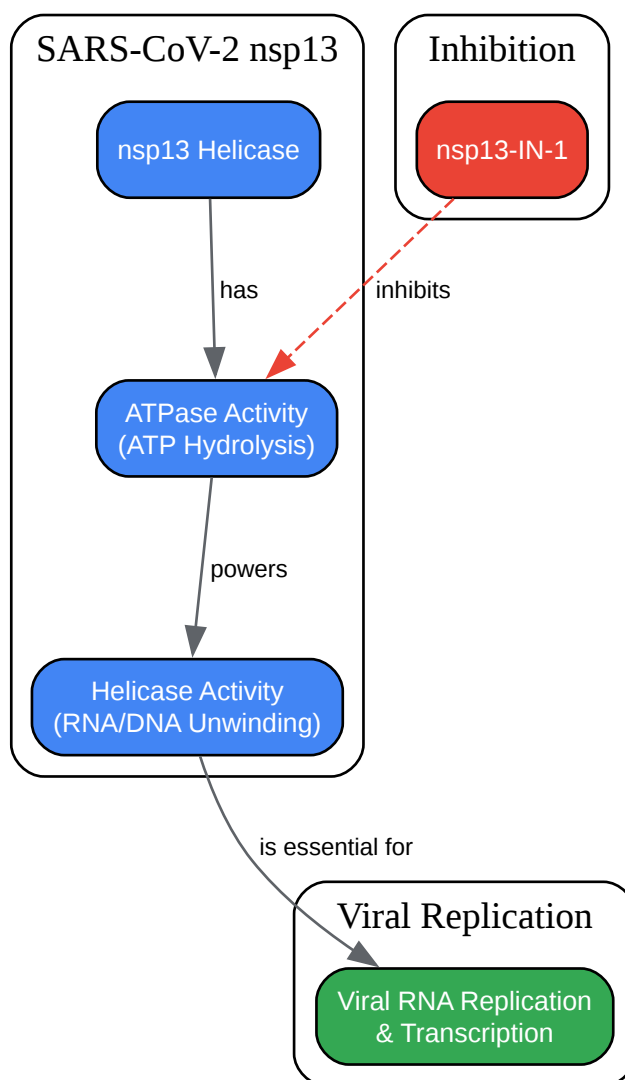 SARS-CoV-2 nsp13
Inhibition
nsp13 Helicase
nsp13-IN-1
has
inhibits
ATPase Activity
(ATP Hydrolysis)
powers
Helicase Activity
(RNA/DNA Unwinding)
is essential for
Viral Replication
Viral RNA Replication
& Transcription